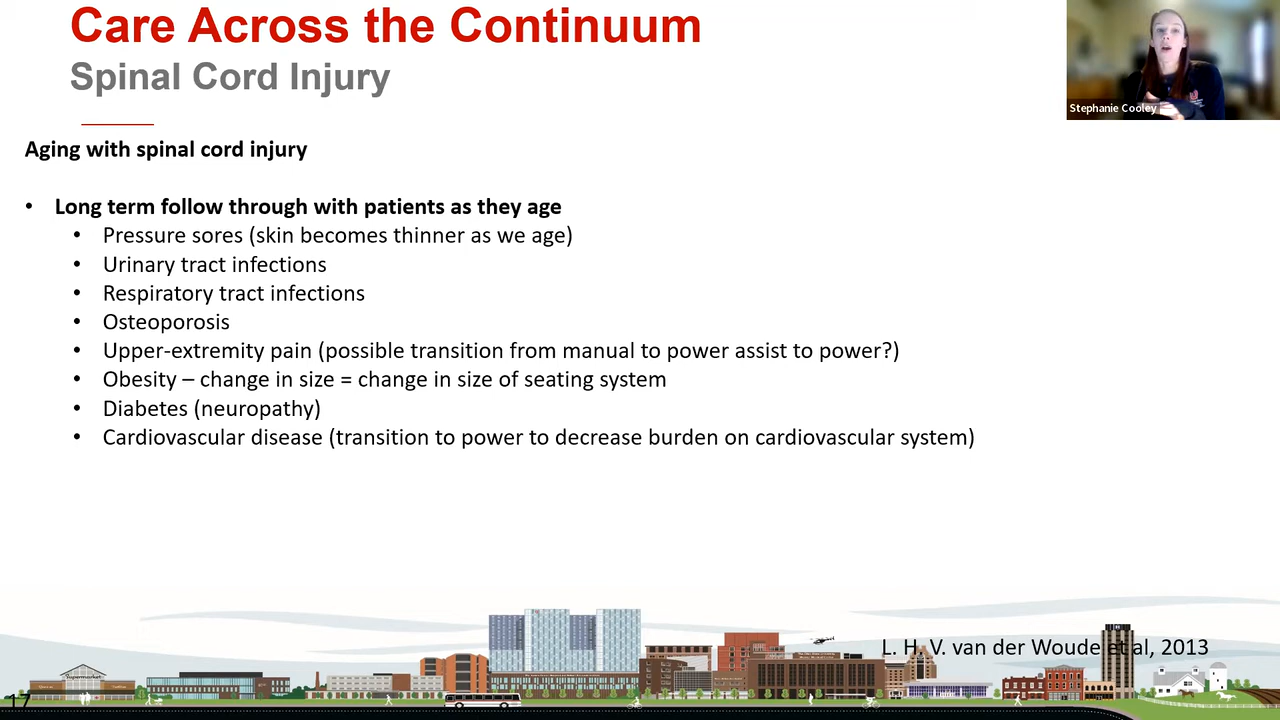 Care Across the Continuum
Spinal Cord Injury
Stephanie Cooley
Aging with spinal cord injury
• Long term follow through with patients as they age
• Pressure sores (skin becomes thinner as we age)
• Urinary tract infections
• Respiratory tract infections
• Osteoporosis
• Upper-extremity pain (possible transition from manual to power assist to power?)
• Obesity – change in size = change in size of seating system
• Diabetes (neuropathy)
• Cardiovascular disease (transition to power to decrease burden on cardiovascular system)
L. H. V. van der Woude et al, 2013
Supermarket
17